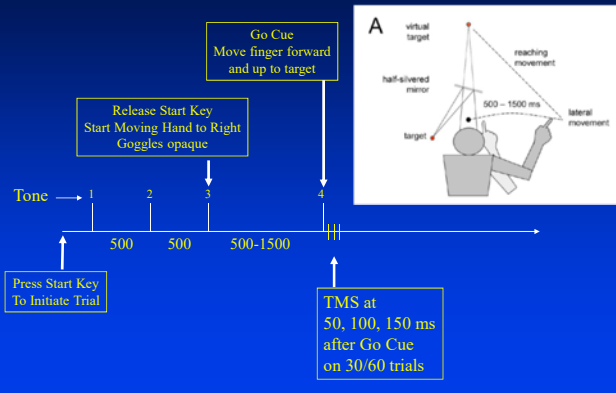 Go Cue
Move finger forward
and up to target
Release Start Key
Start Moving Hand to Right
Goggles opaque
Tone
1
2
3
4
500
500
500-1500
Press Start Key
To Initiate Trial
TMS at
50, 100, 150 ms
after Go Cue
on 30/60 trials
A
virtual
target
reaching
movement
half-silvered
mirror
500 – 1500 ms
lateral
movement
target